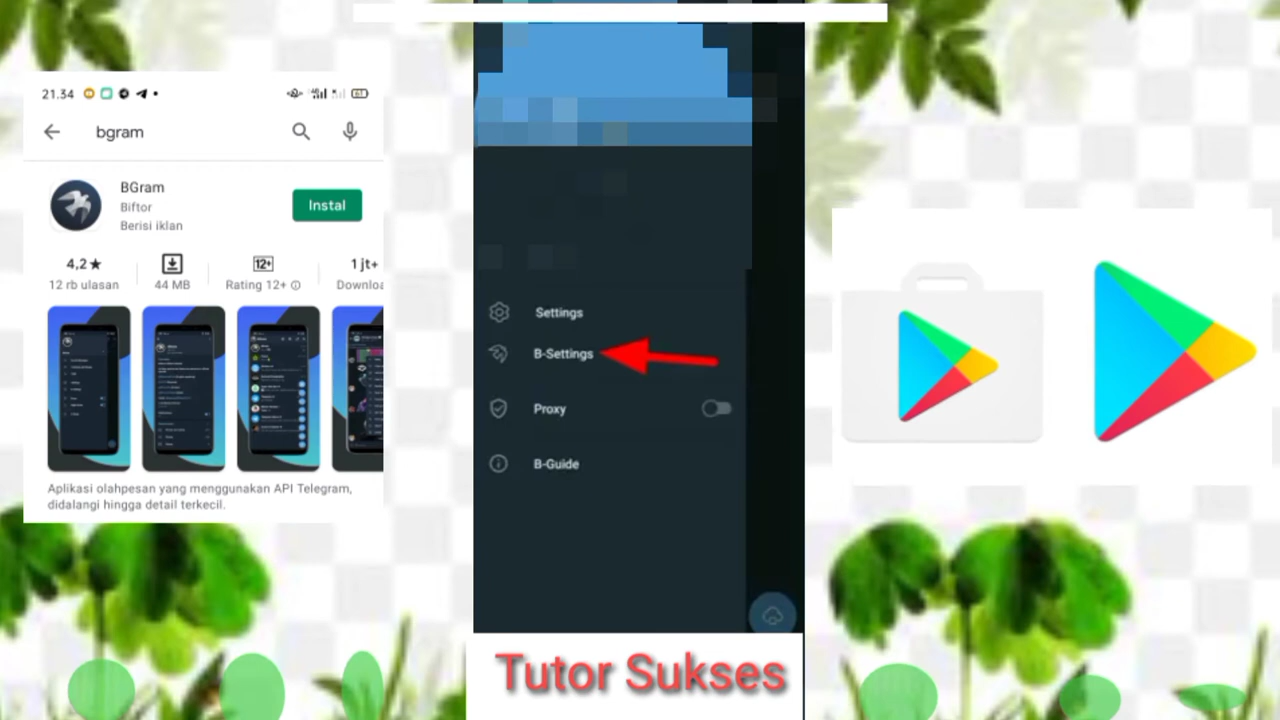 21.34
bgram
BGram
Biftor
Berisi iklan
Instal
4,2★
12 rb ulasan
44 MB
12+
Rating 12+
1 jt+
Downloa
Aplikasi olahpesan yang menggunakan API Telegram,
didalangi hingga detail terkecil.
Settings
B-Settings
Proxy
B-Guide
Tutor Sukses